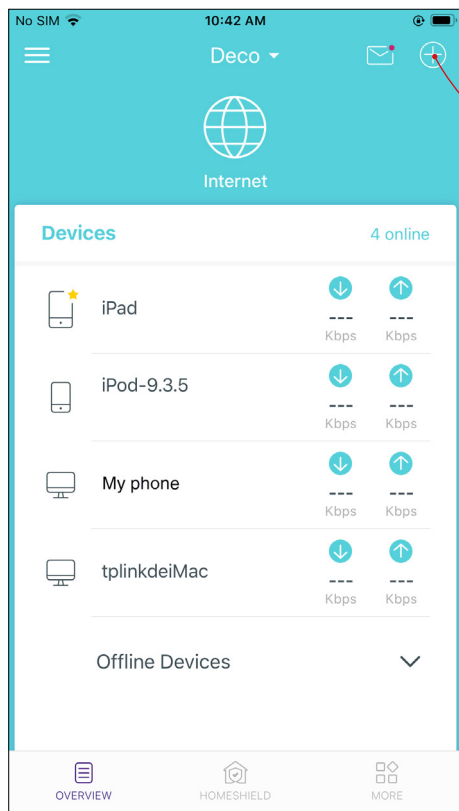 No SIM 10:42 AM
Deco
Internet
Devices 4 online
iPad
--- ---
Kbps Kbps
iPod-9.3.5
--- ---
Kbps Kbps
My phone
--- ---
Kbps Kbps
tplinkdeiMac
--- ---
Kbps Kbps
Offline Devices
OVERVIEW HOMESHIELD MORE